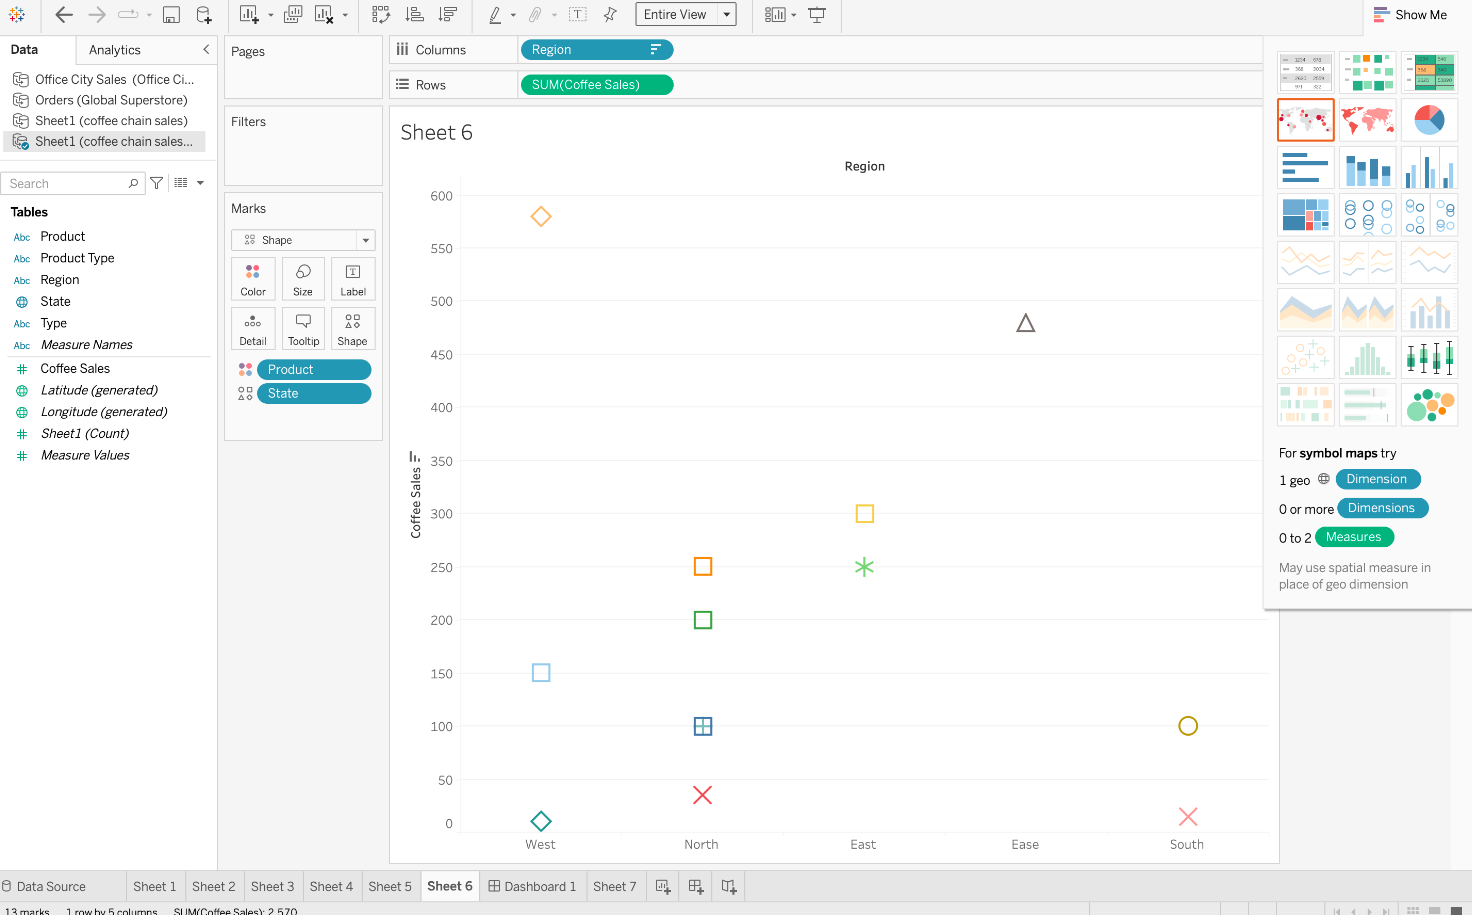 Entire View
Show Me
Data
Analytics
Office City Sales (Office Ci...
Orders (Global Superstore)
Sheet1 (coffee chain sales)
Sheet1 (coffee chain sales...
Search
Tables
Abc Product
Abc Product Type
Abc Region
State
Abc Type
Abc Measure Names
# Coffee Sales
Latitude (generated)
Longitude (generated)
# Sheet1 (Count)
# Measure Values
Pages
Filters
Marks
Shape
Color
Size
Label
Detail
Tooltip
Shape
Product
State
Columns
Region
Rows
SUM(Coffee Sales)
Sheet 6
Region
600
550
500
450
400
350
300
250
200
150
100
50
0
Coffee Sales
West
North
East
Ease
South
For symbol maps try
1 geo Dimension
0 or more Dimensions
0 to 2 Measures
May use spatial measure in
place of geo dimension
Data Source
Sheet 1
Sheet 2
Sheet 3
Sheet 4
Sheet 5
Sheet 6
Dashboard 1
Sheet 7
13 marks
1 row by 5 columns
SUM(Coffee Sales): 2,570